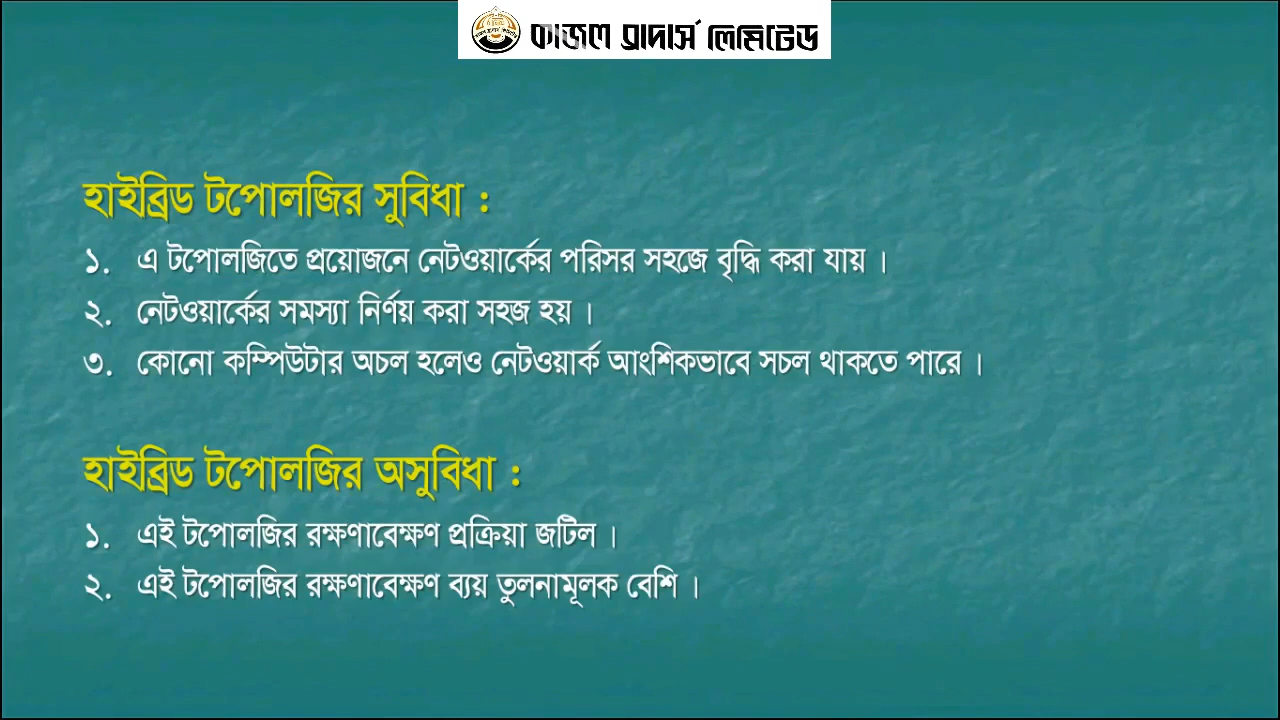 কাজল ব্রাদার্স লিমিটেড
হাইব্রিড টপোলজির সুবিধা :
১. এ টপোলজিতে প্রয়োজনে নেটওয়ার্কের পরিসর সহজে বৃদ্ধি করা যায় ।
২. নেটওয়ার্কের সমস্যা নির্ণয় করা সহজ হয় ।
৩. কোনো কম্পিউটার অচল হলেও নেটওয়ার্ক আংশিকভাবে সচল থাকতে পারে ।
হাইব্রিড টপোলজির অসুবিধা :
১. এই টপোলজির রক্ষণাবেক্ষণ প্রক্রিয়া জটিল ।
২. এই টপোলজির রক্ষণাবেক্ষণ ব্যয় তুলনামূলক বেশি ।